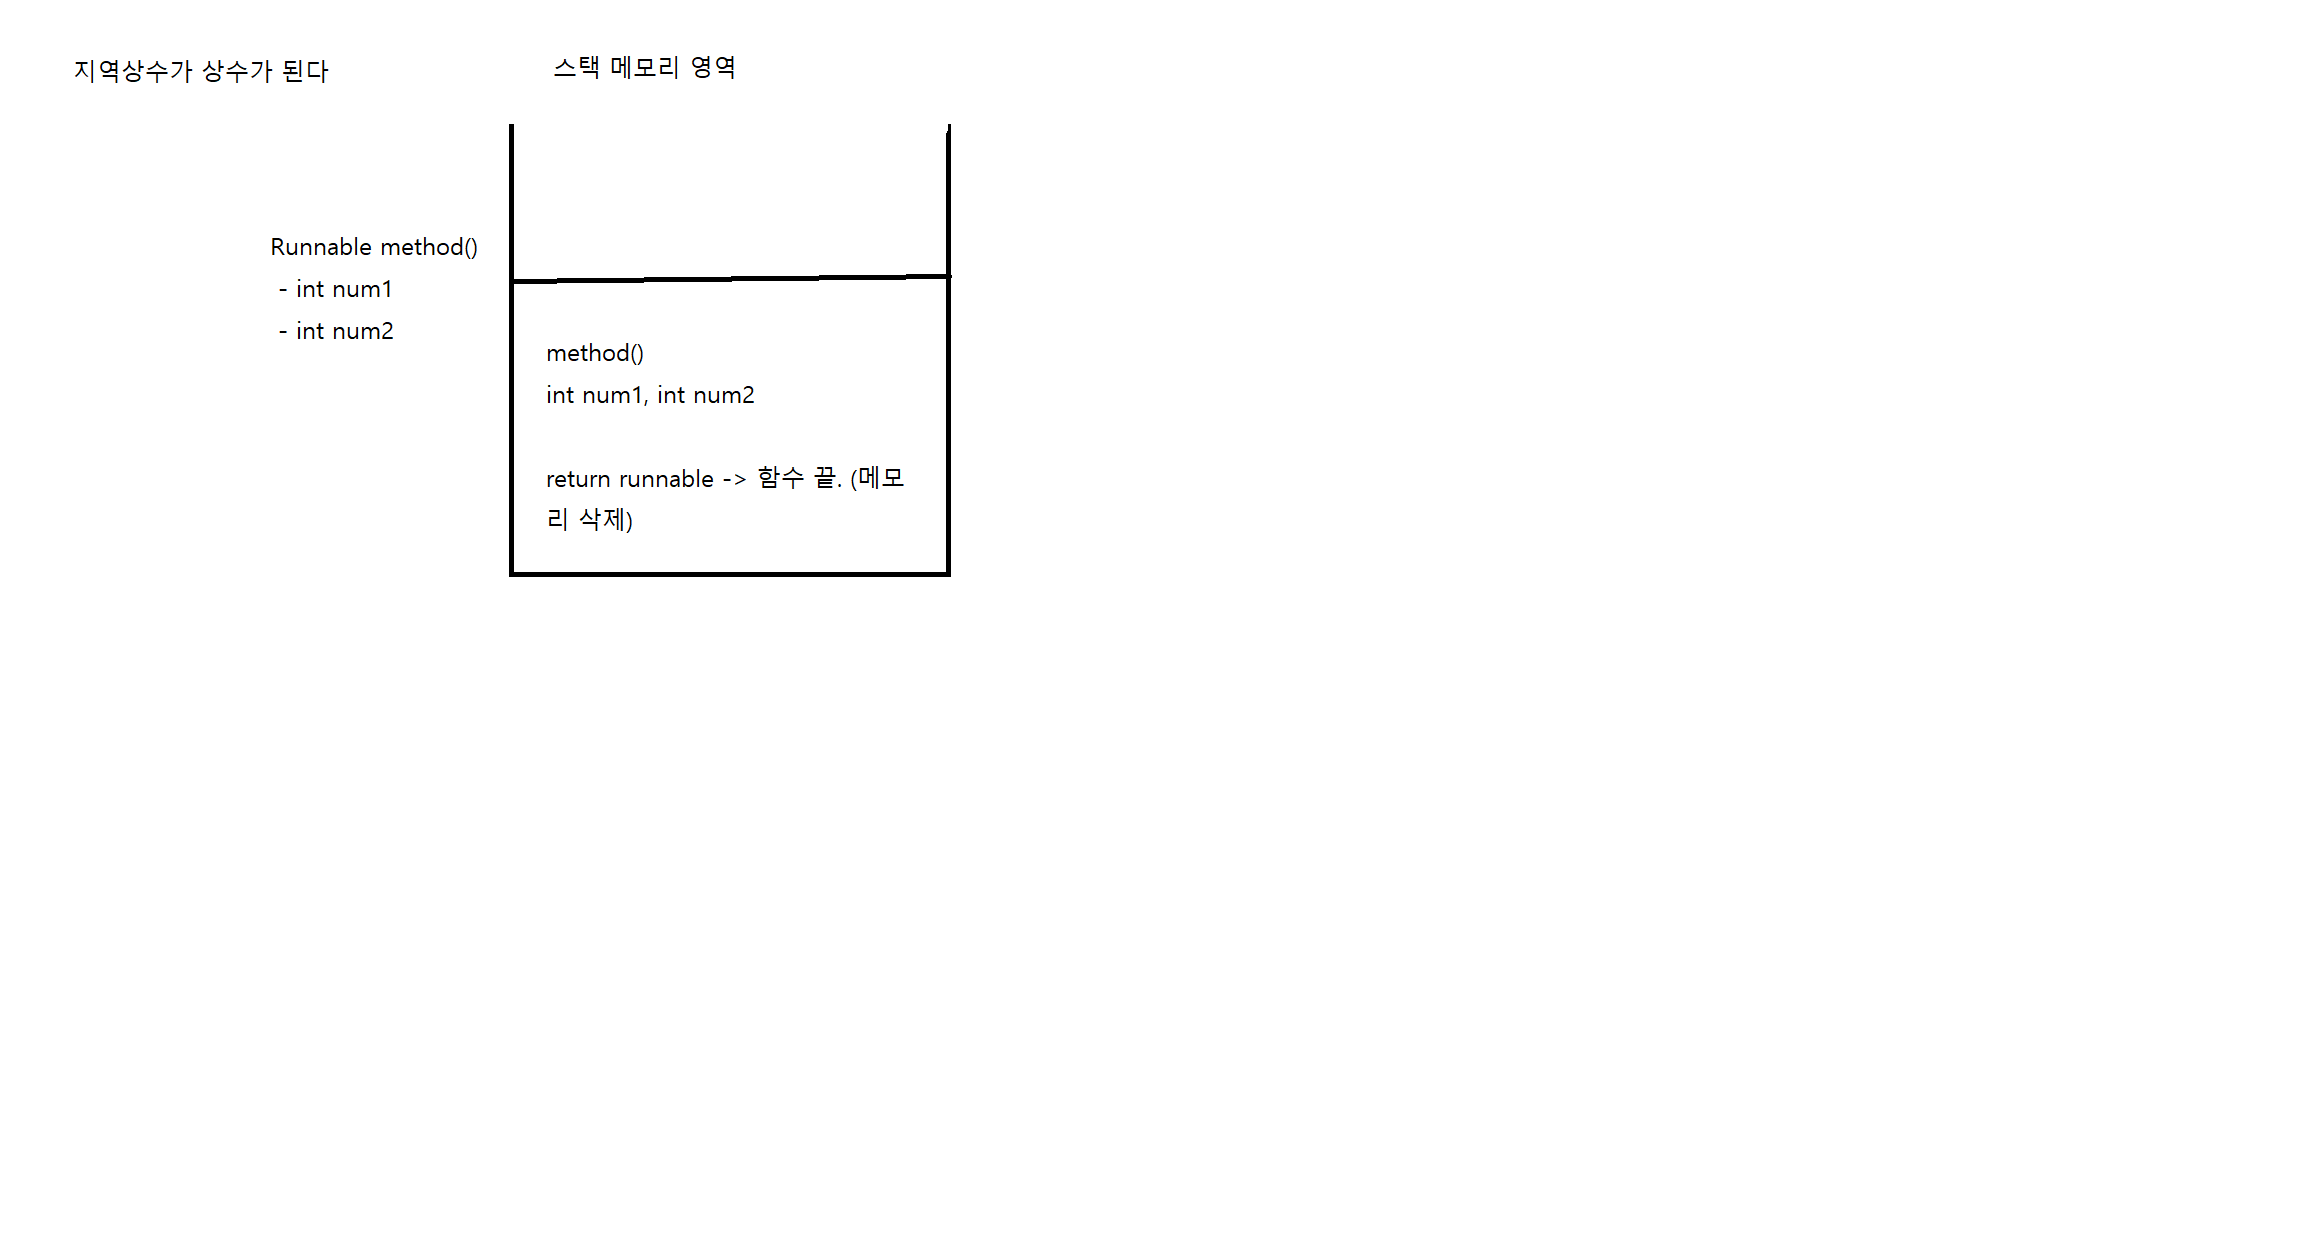 지역상수가 상수가 된다
스택 메모리 영역
Runnable method()
- int num1
- int num2
method()
int num1, int num2
return runnable -> 함수 끝. (메모
리 삭제)